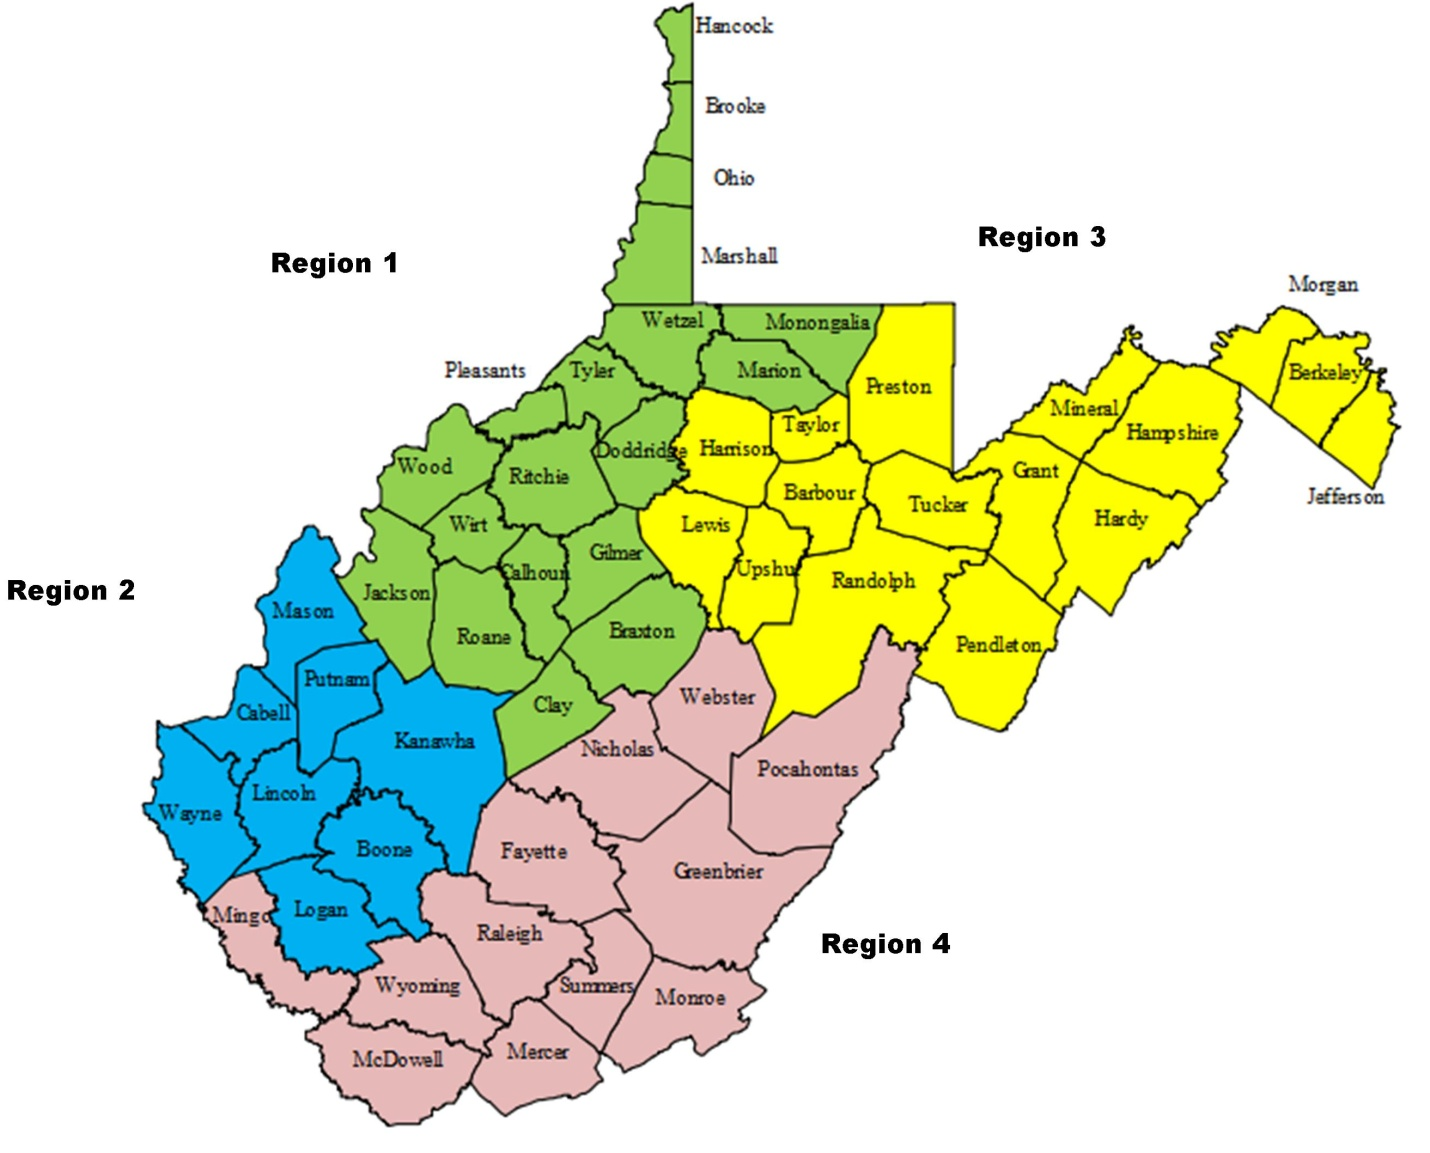 Hancock
Brooke
Ohio
Marshall
Region 3
Region 1
Morgan
Wetzel
Monongalia
Pleasants
Tyler
Marion
Preston
Berkeley
Mineral
Taylor
Hampshire
Wood
Doddridge
Harrison
Ritchie
Grant
Jefferson
Barbour
Tucker
Hardy
Wirt
Lewis
Gilmer
Calhoun
Upshu
Randolph
Region 2
Jackson
Mason
Roane
Braxton
Pendleton
Putnam
Webster
Clay
Cabell
Kanawha
Nicholas
Pocahontas
Lincoln
Wayne
Boone
Fayette
Greenbrier
Logan
Mingo
Raleigh
Region 4
Wyoming
Summers
Monroe
McDowell
Mercer